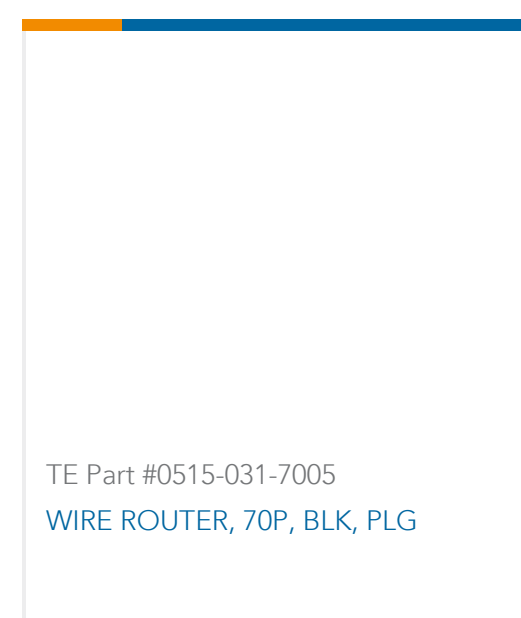 TE Part #0515-031-7005
WIRE ROUTER, 70P, BLK, PLG